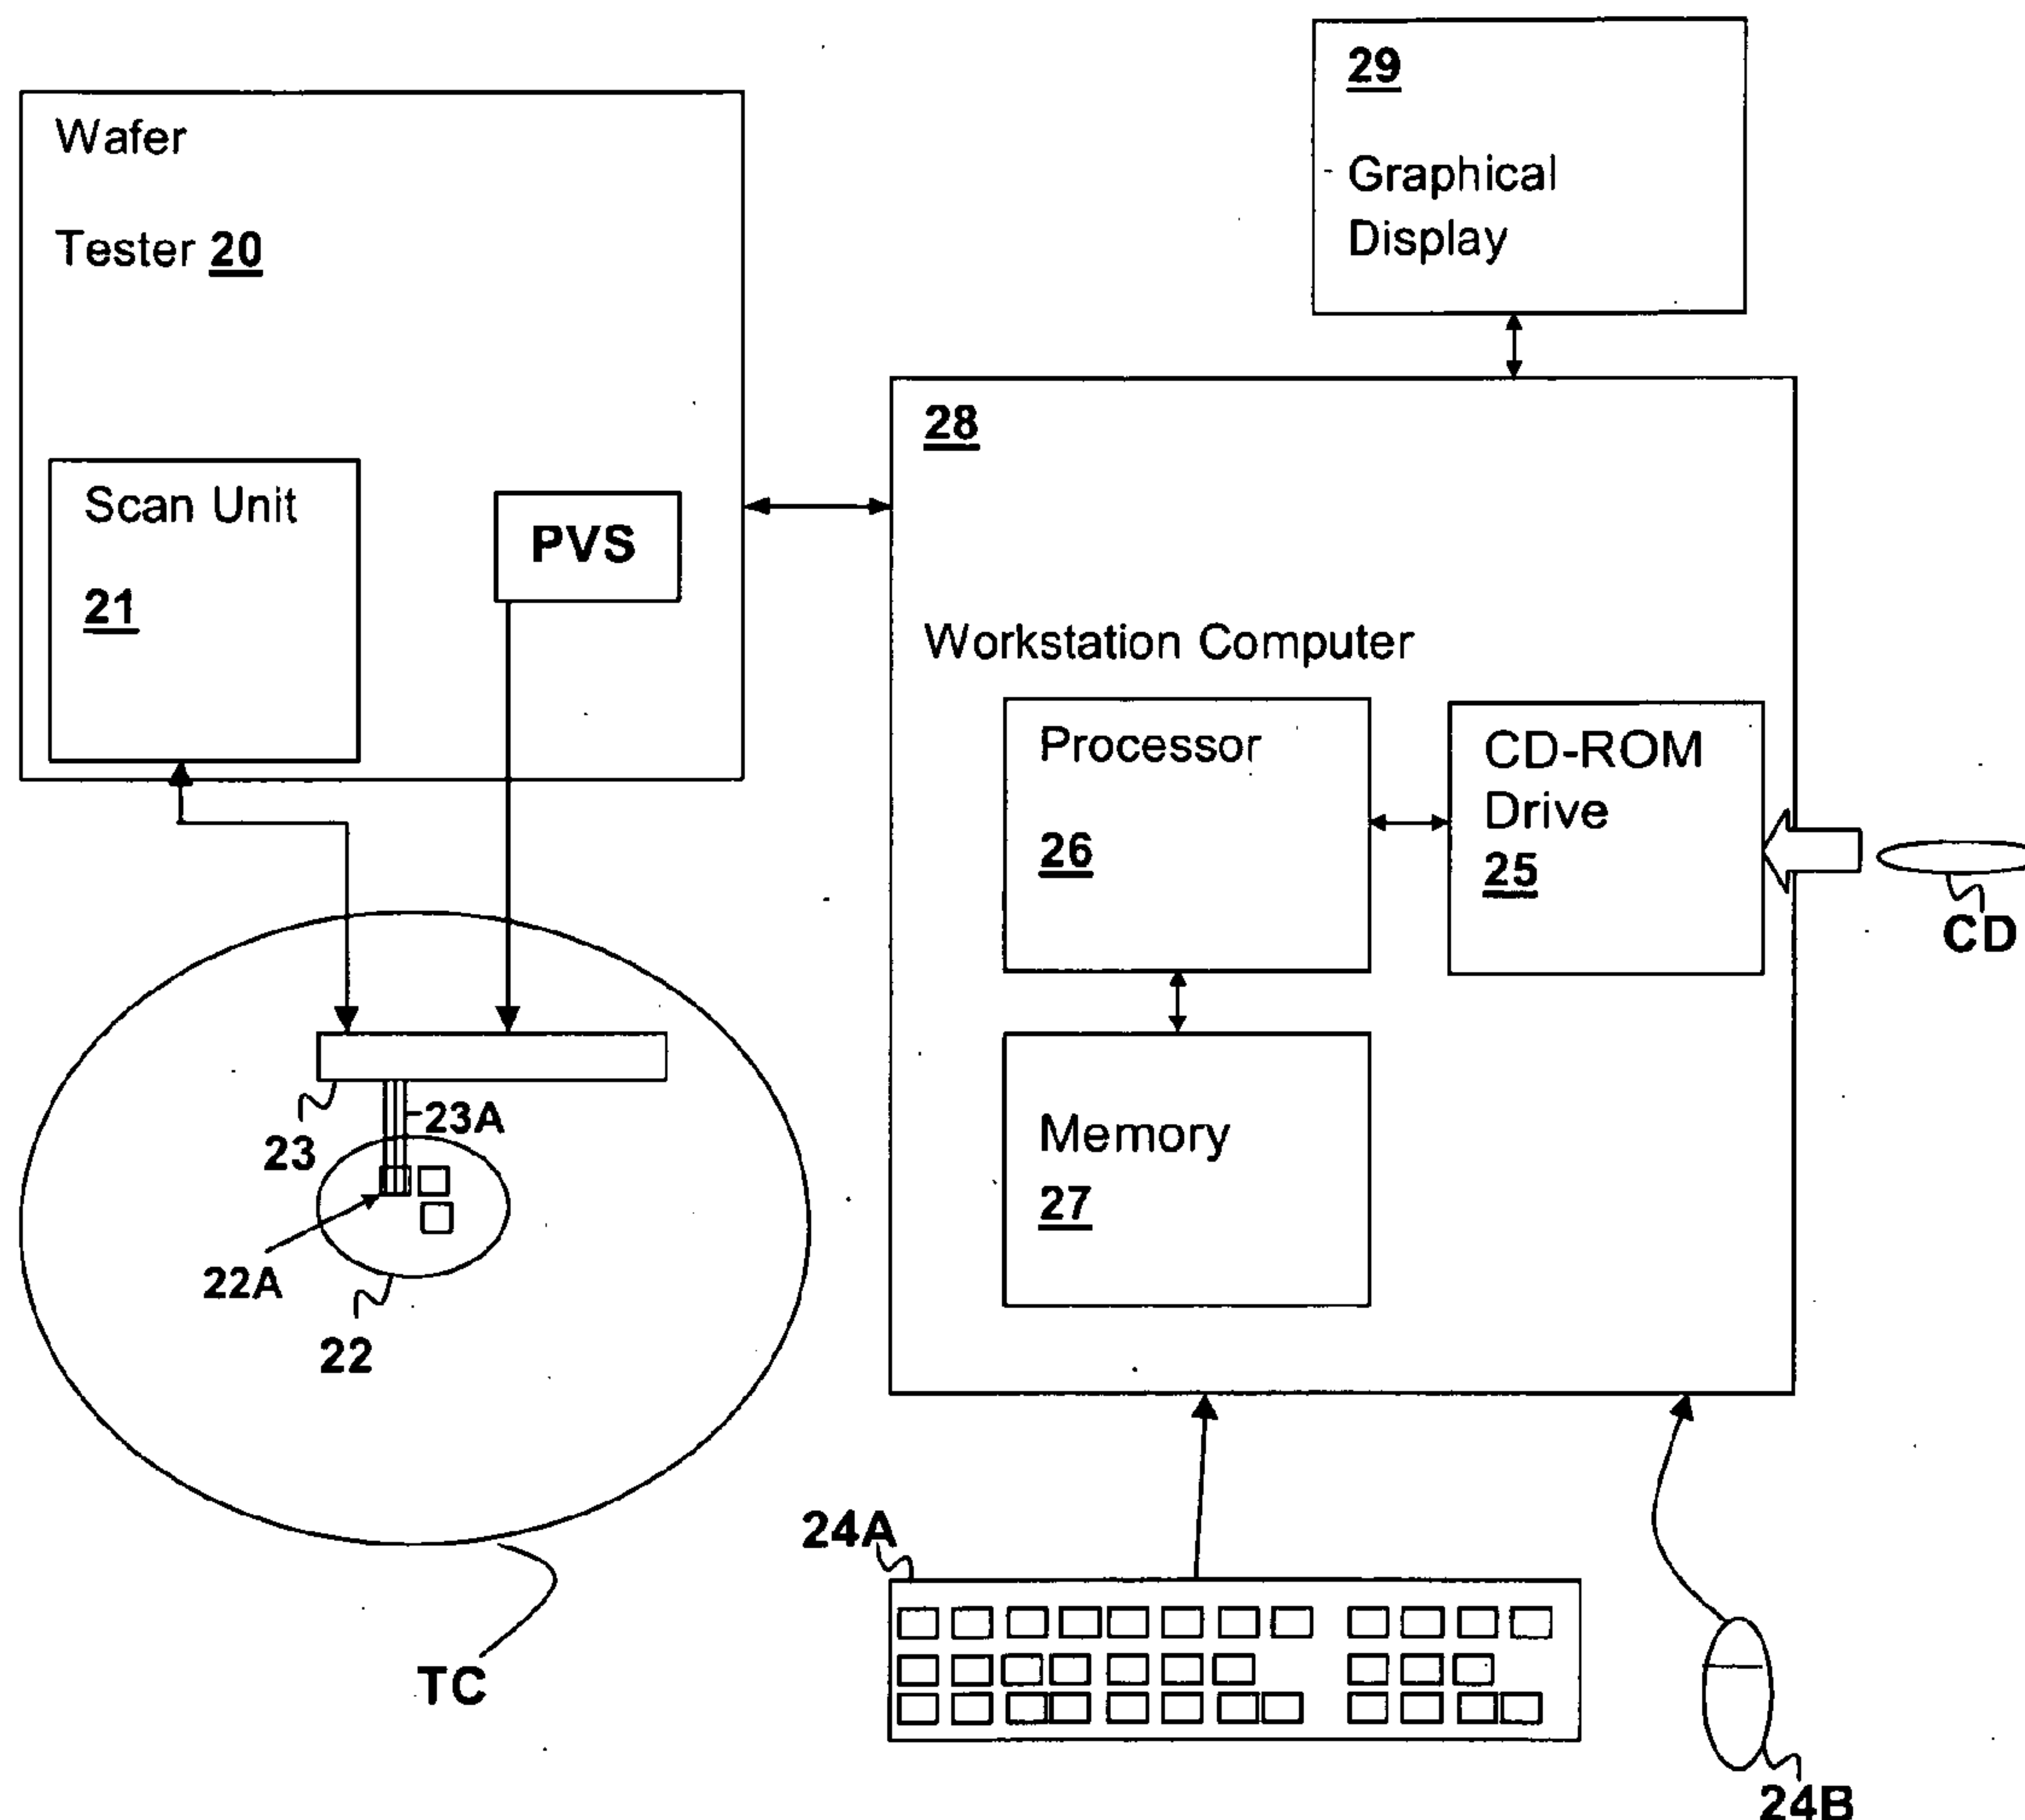 Wafer
Tester 20
Scan Unit
21
PVS
29
Graphical
Display
28
Workstation Computer
Processor
26
CD-ROM
Drive
25
CD
Memory
27
23
23A
22A
22
TC
24A
24B